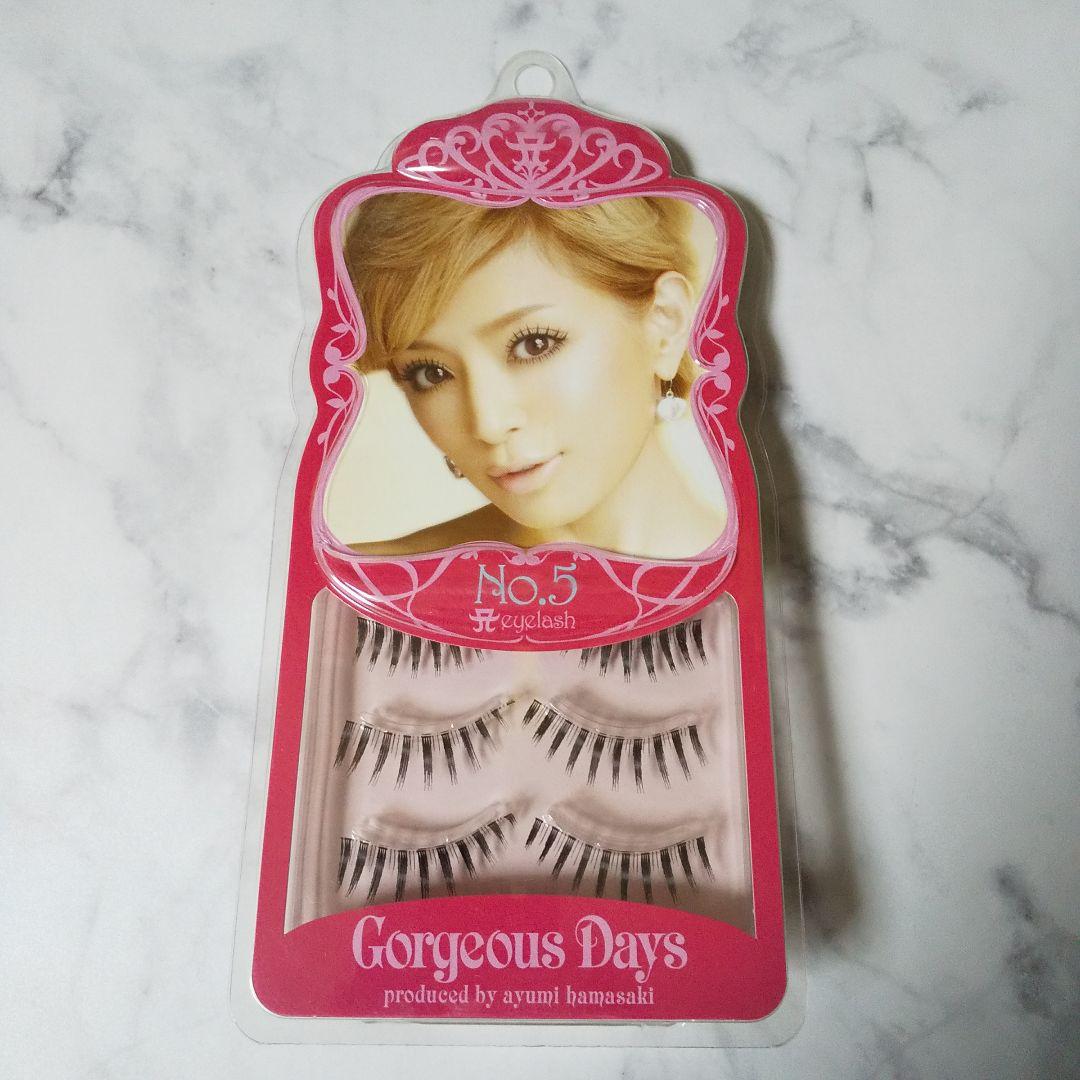 No.5
eyelash
Gorgeous Days
produced by ayumi hamasaki